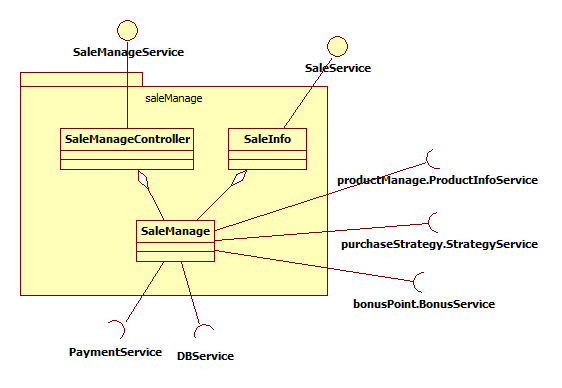 SaleManageService
SaleService
saleManage
SaleManageController
SaleInfo
productManage.ProductInfoService
SaleManage
purchaseStrategy.StrategyService
bonusPoint.BonusService
PaymentService
DBService